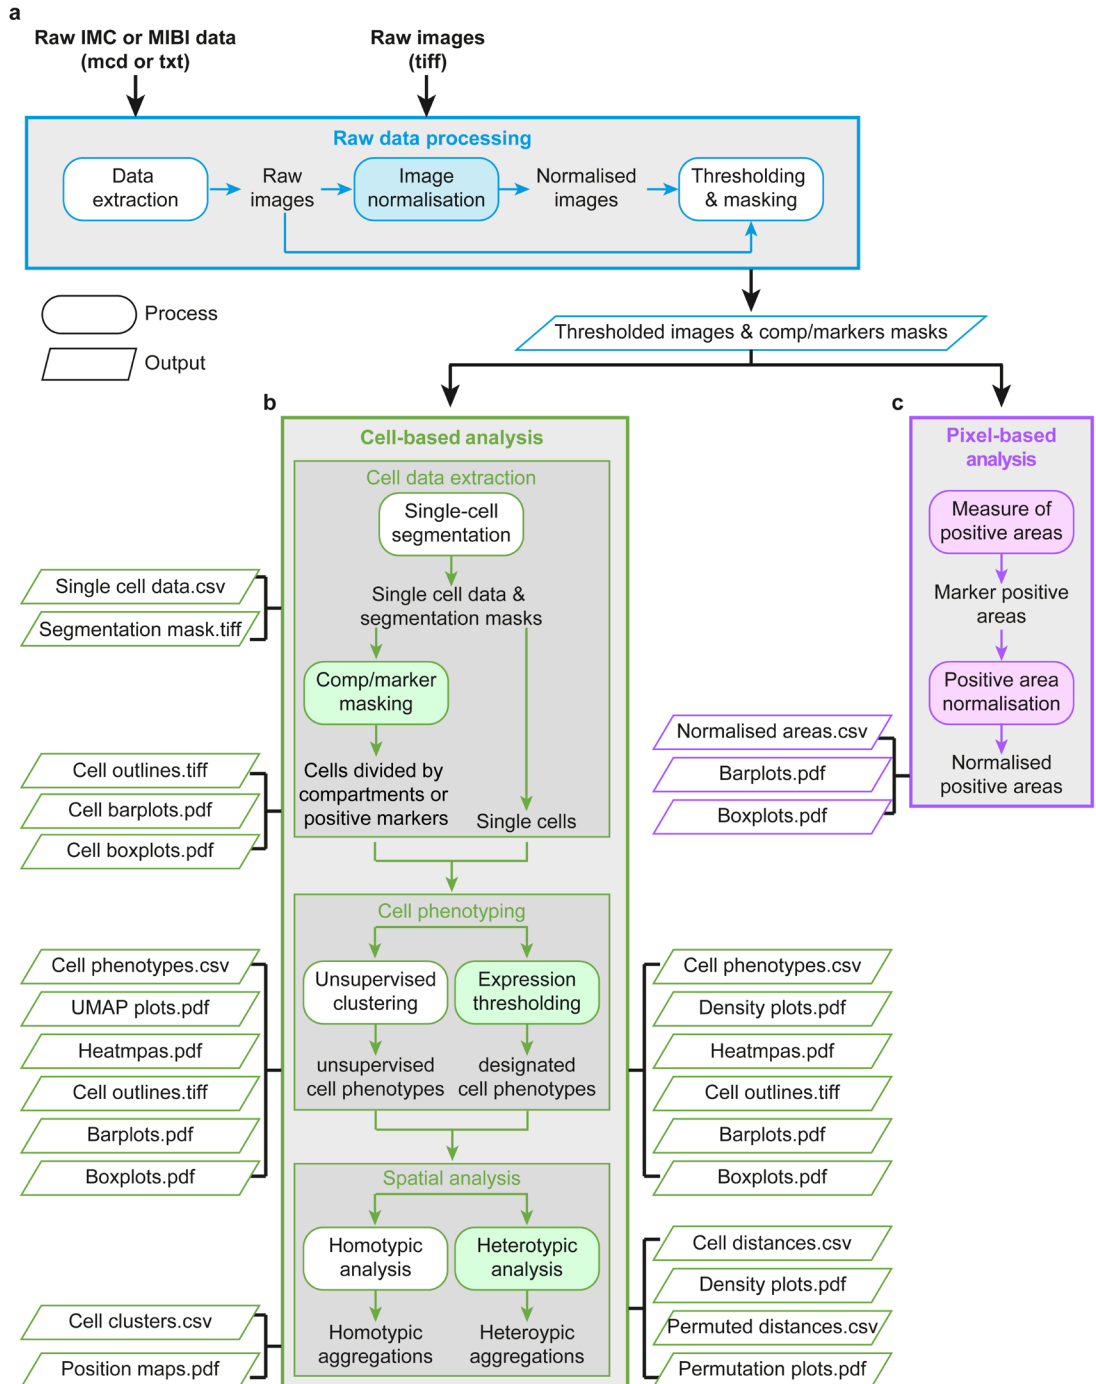 a
Raw IMC or MIBI data
(mcd or txt)
Raw images
(tiff)
Raw data processing
Data
extraction
Raw
images
Image
normalisation
Normalised
images
Thresholding
& masking
Process
Output
Thresholded images & comp/markers masks
b
Cell-based analysis
Cell data extraction
Single-cell
segmentation
Single cell data &
segmentation masks
Comp/marker
masking
Cells divided by
compartments or
positive markers
Single cells
Single cell data.csv
Segmentation mask.tiff
Cell outlines.tiff
Cell barplots.pdf
Cell boxplots.pdf
Cell phenotyping
Unsupervised
clustering
Expression
thresholding
unsupervised
cell phenotypes
designated
cell phenotypes
Cell phenotypes.csv
UMAP plots.pdf
Heatmpas.pdf
Cell outlines.tiff
Barplots.pdf
Boxplots.pdf
Cell phenotypes.csv
Density plots.pdf
Heatmpas.pdf
Cell outlines.tiff
Barplots.pdf
Boxplots.pdf
Spatial analysis
Homotypic
analysis
Heterotypic
analysis
Homotypic
aggregations
Heteroypic
aggregations
Cell clusters.csv
Position maps.pdf
Cell distances.csv
Density plots.pdf
Permuted distances.csv
Permutation plots.pdf
c
Pixel-based
analysis
Measure of
positive areas
Marker positive
areas
Positive area
normalisation
Normalised
positive areas
Normalised areas.csv
Barplots.pdf
Boxplots.pdf